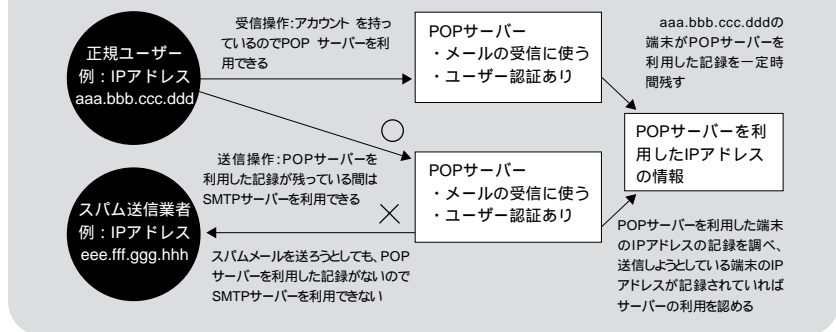 受信操作:アカウント を持っ
ているのでPOP サーバーを利
用できる
正規ユーザー
例：IPアドレス
aaa.bbb.ccc.ddd
POPサーバー
・メールの受信に使う
・ユーザー認証あり
aaa.bbb.ccc.dddの
端末がPOPサーバーを
利用した記録を一定時
間残す
○
POPサーバーを利
用したIPアドレス
の情報
送信操作:POPサーバーを
利用した記録が残っている間は
SMTPサーバーを利用できる
POPサーバー
・メールの受信に使う
・ユーザー認証あり
×
スパム送信業者
例：IPアドレス
eee.fff.ggg.hhh
スパムメールを送ろうとしても、POP
サーバーを利用した記録がないので
SMTPサーバーを利用できない
POPサーバーを利用した端末
のIPアドレスの記録を調べ、
送信しようとしている端末のIP
アドレスが記録されていれば
サーバーの利用を認める